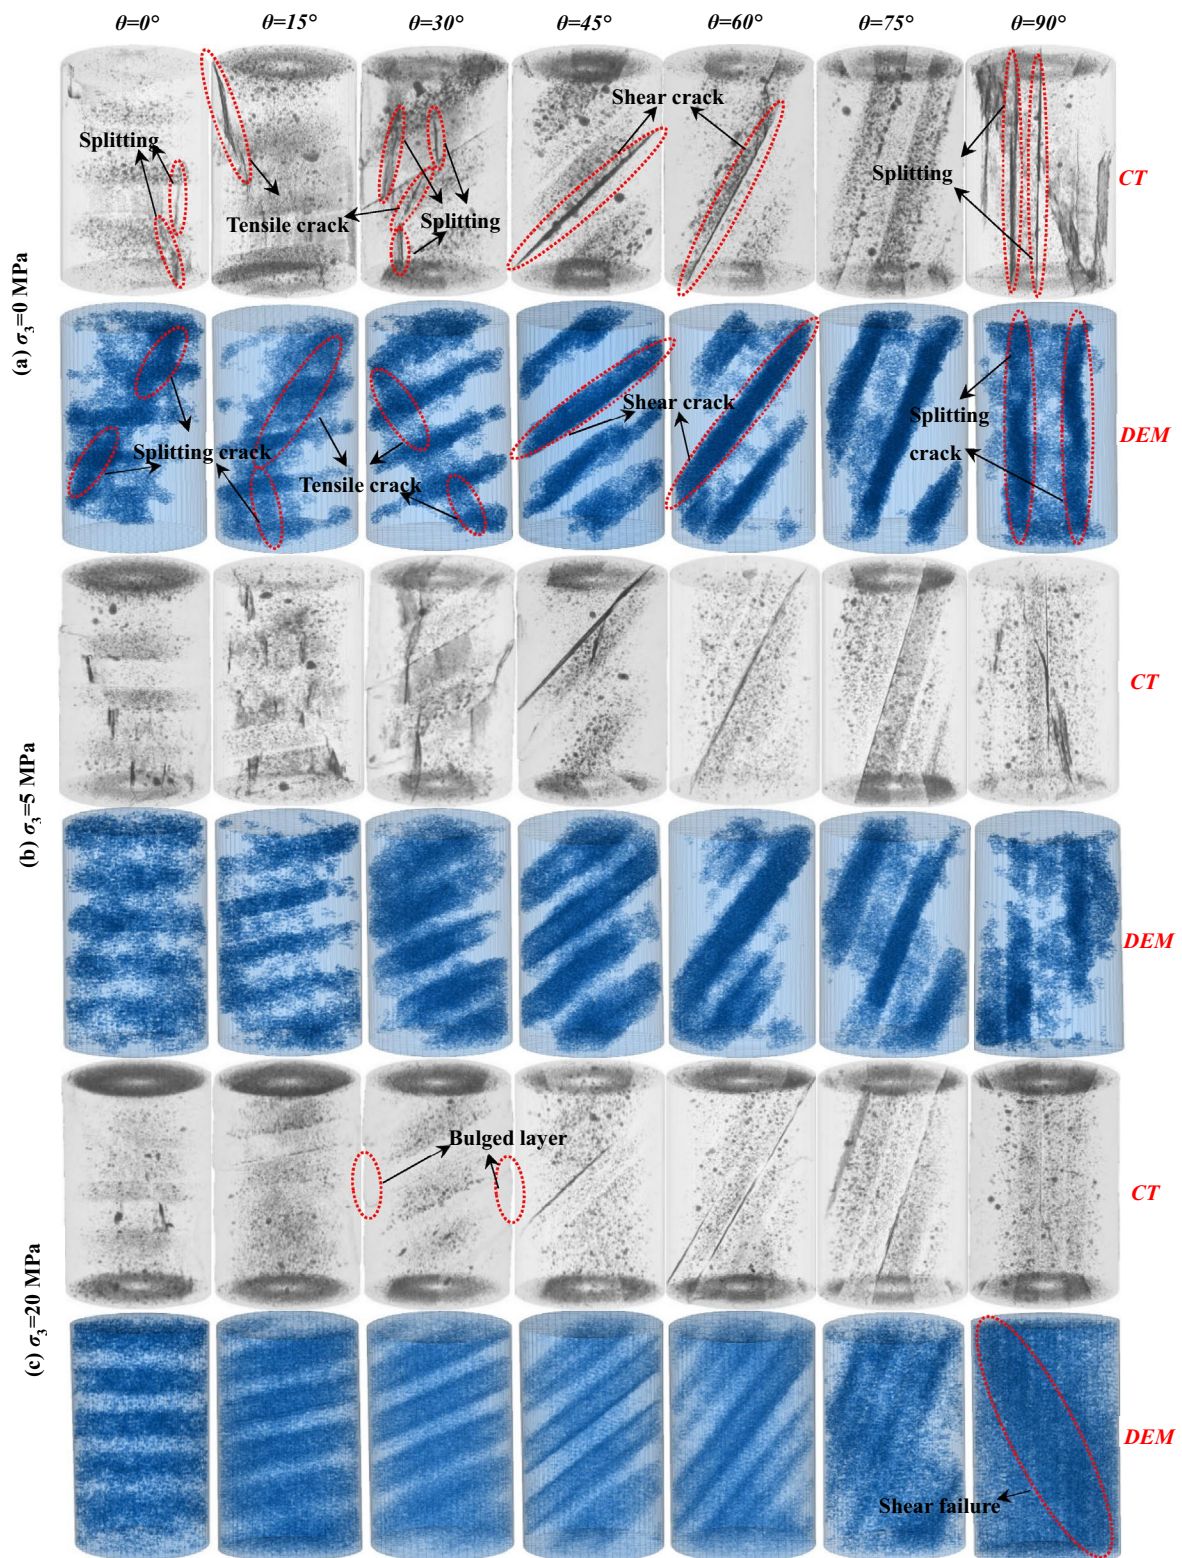 θ=0° θ=15° θ=30° θ=45° θ=60° θ=75° θ=90°
Shear crack
Splitting
Splitting
CT
Tensile crack
Splitting
(a) σ3=0 MPa
Shear crack
Splitting
DEM
Splitting crack
crack
Tensile crack
CT
(b) σ3=5 MPa
DEM
Bulged layer
CT
(c) σ3=20 MPa
DEM
Shear failure